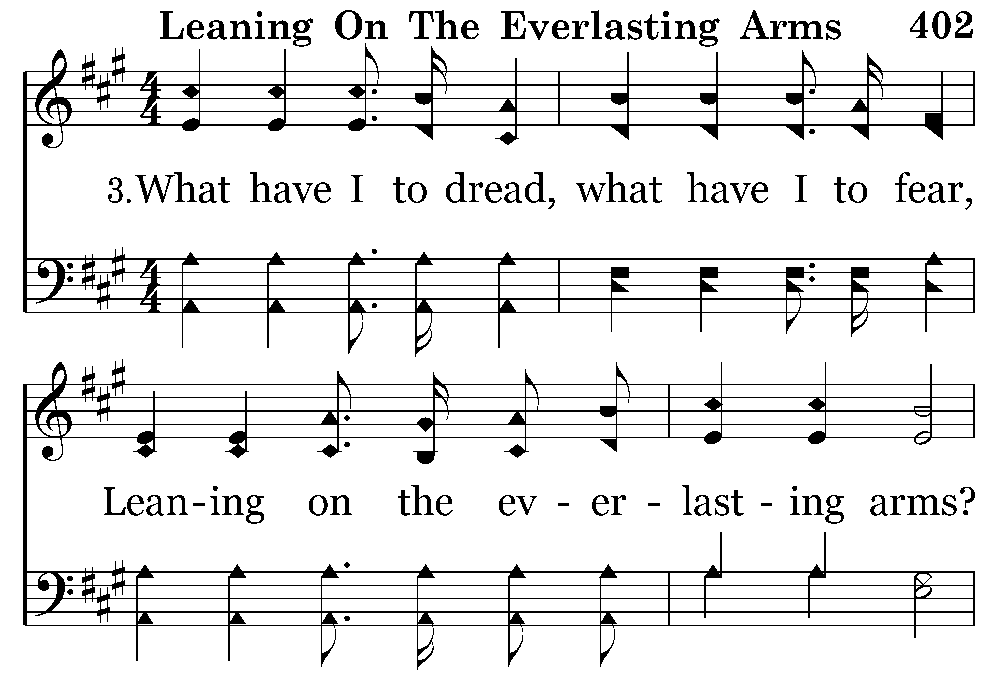 Leaning On The Everlasting Arms 402
3. What have I to dread, what have I to fear,
Lean-ing on the ev - er - last - ing arms?